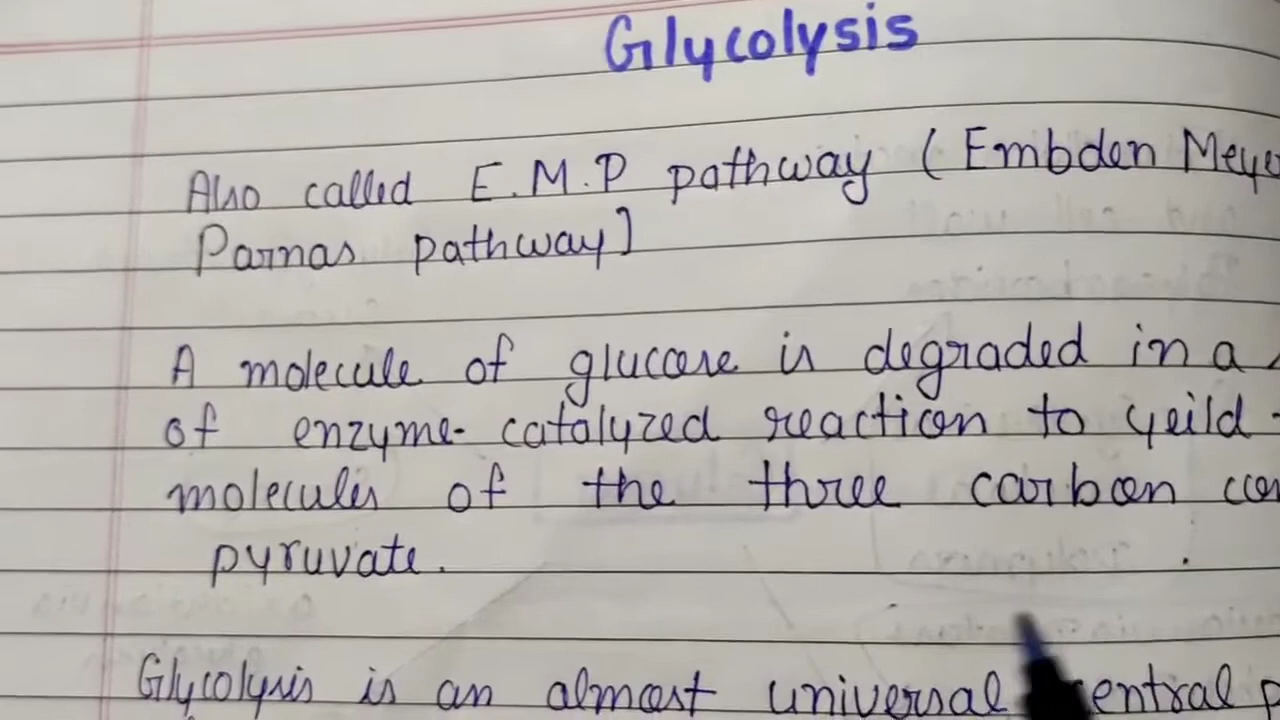 Glycolysis
Also called E.M.P pathway (Embden Meye
Parnas pathway]
A molecule of glucose is degraded in a
of enzyme-catalyzed reaction to yeild
molecules of the three carbon co
pyruvate.
Glycolysis is an almost universal central p